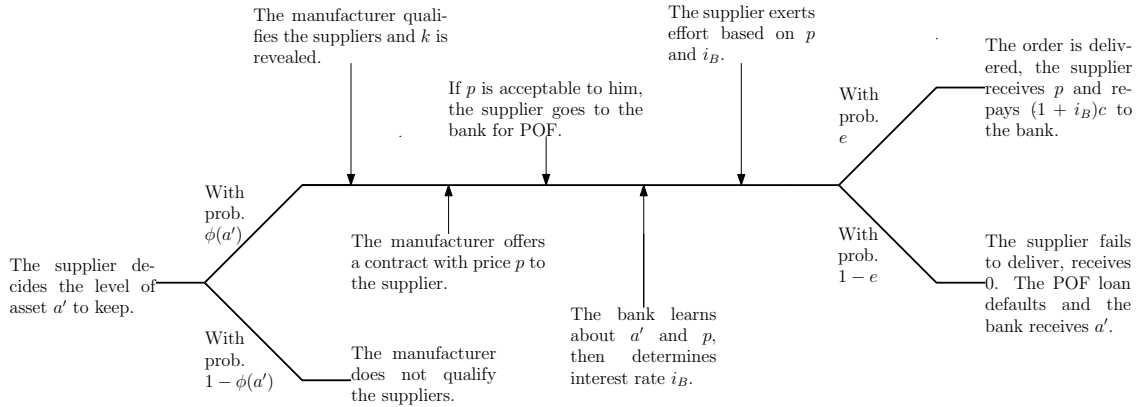 The supplier de-
cides the level of
asset a′ to keep.
With
prob.
ϕ(a′)
With
prob.
1 − ϕ(a′)
The manufacturer quali-
fies the suppliers and k is
revealed.
The manufacturer offers
a contract with price p to
the supplier.
The manufacturer
does not qualify
the suppliers.
If p is acceptable to him,
the supplier goes to the
bank for POF.
The bank learns
about a′ and p,
then determines
interest rate i_B.
The supplier exerts
effort based on p
and i_B.
With
prob.
e
With
prob.
1 − e
The order is deliv-
ered, the supplier
receives p and re-
pays (1 + i_B)c to
the bank.
The supplier fails
to deliver, receives
0. The POF loan
defaults and the
bank receives a′.